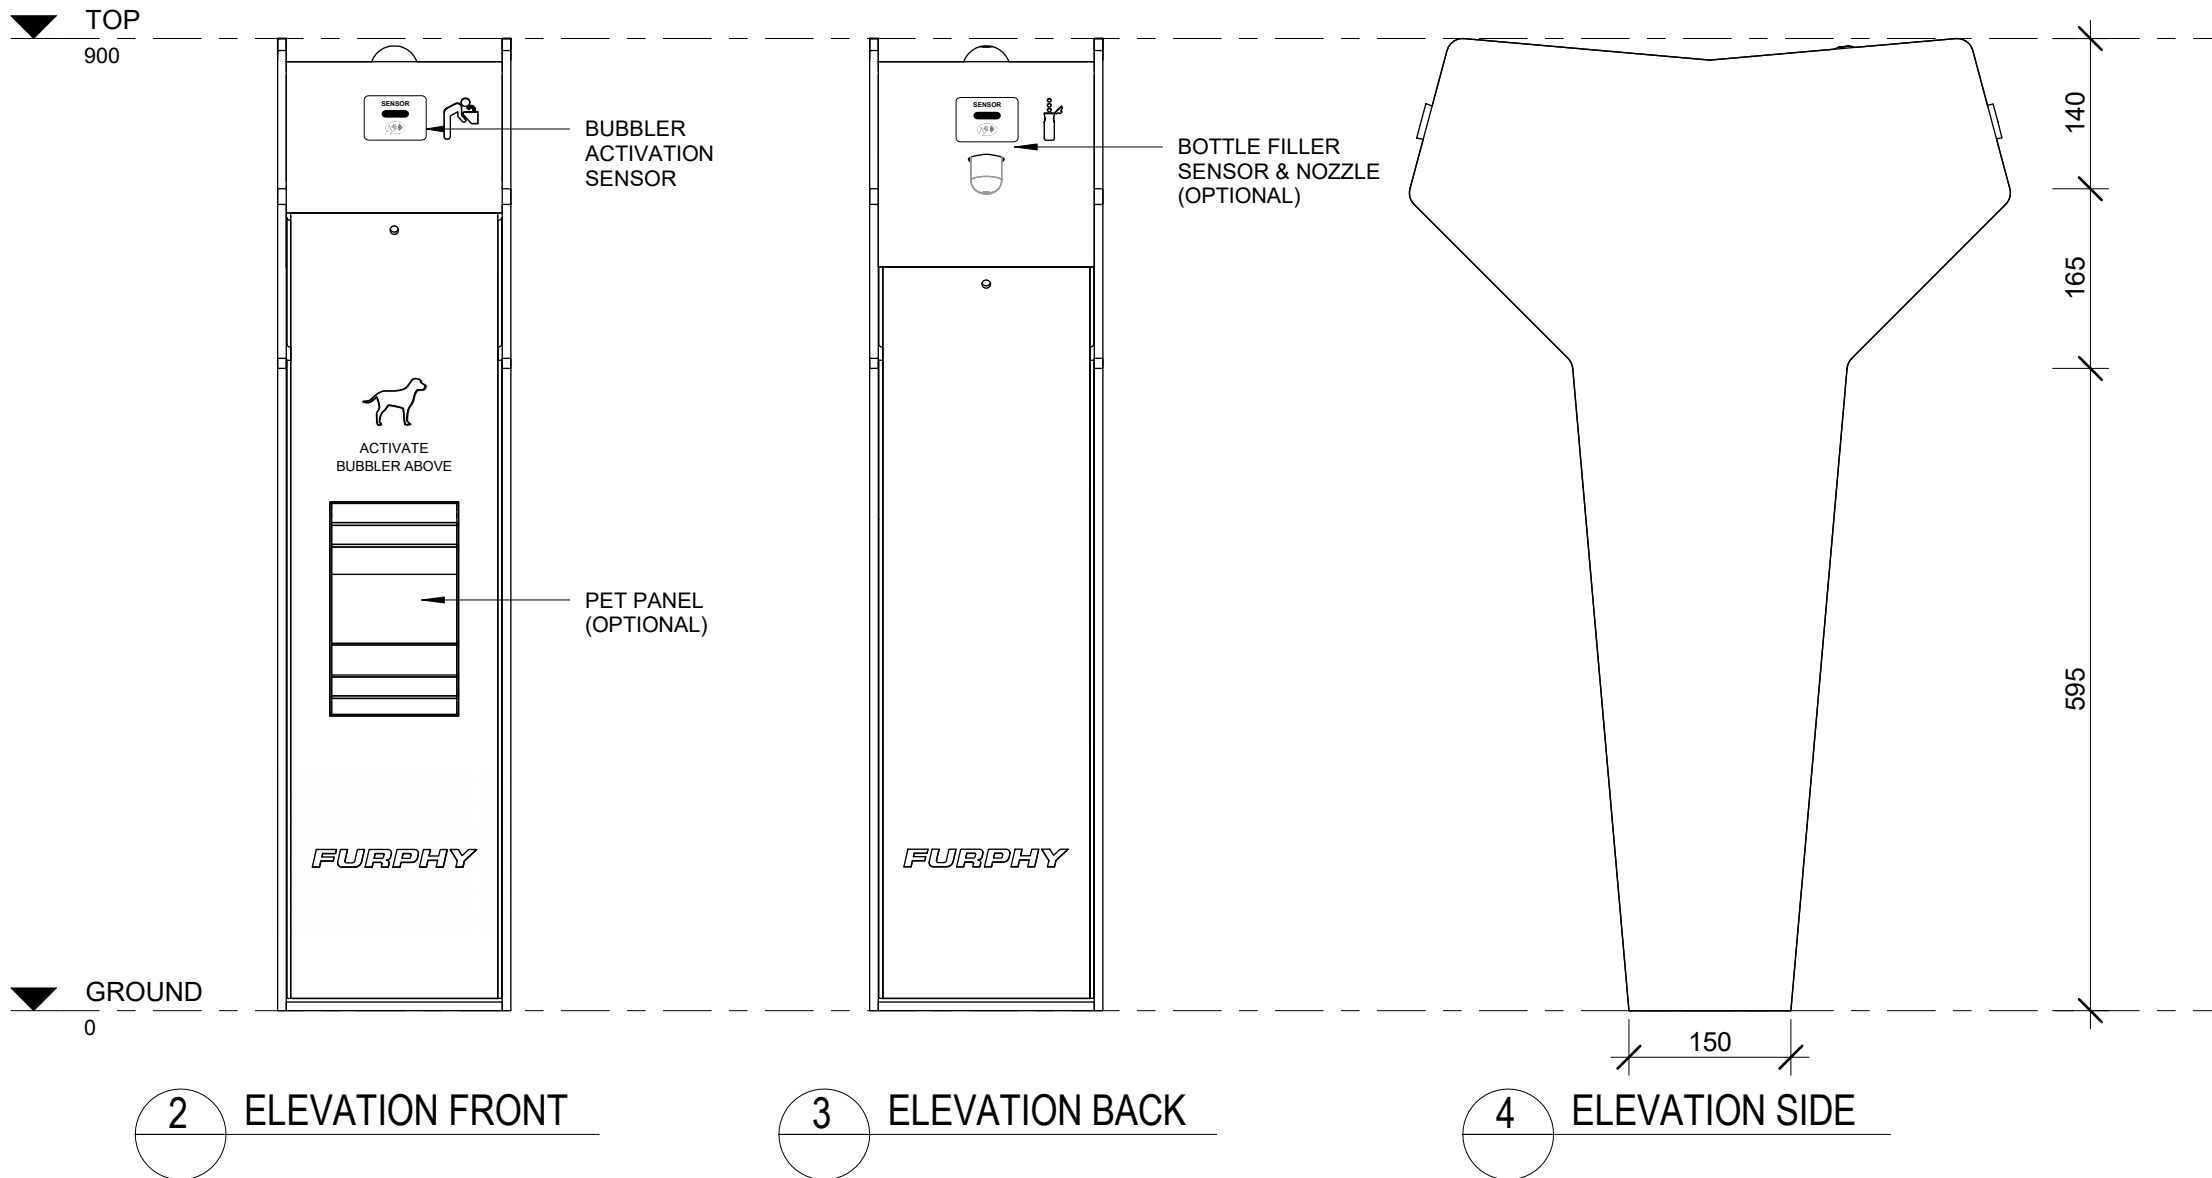 TOP
900
SENSOR
BUBBLER
ACTIVATION
SENSOR
ACTIVATE
BUBBLER ABOVE
PET PANEL
(OPTIONAL)
FURPHY
GROUND
0
2 ELEVATION FRONT
SENSOR
BOTTLE FILLER
SENSOR & NOZZLE
(OPTIONAL)
FURPHY
3 ELEVATION BACK
140
165
595
150
4 ELEVATION SIDE